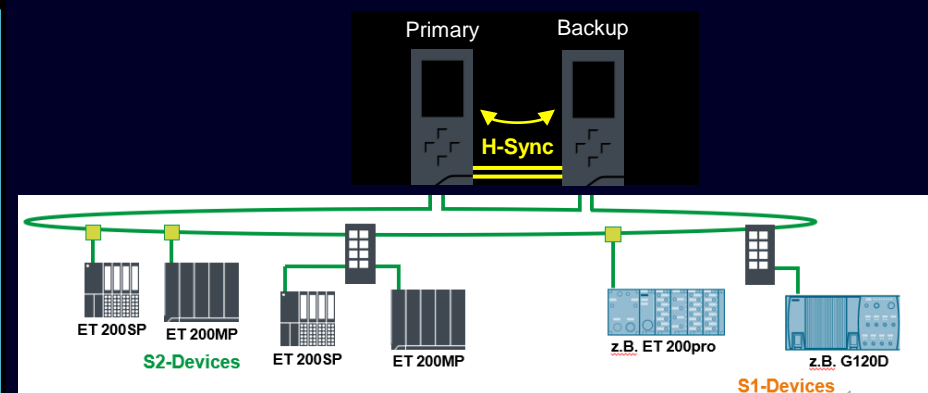 Primary
Backup
H-Sync
ET 200SP
ET 200MP
S2-Devices
ET 200SP
ET 200MP
z.B. ET 200pro
z.B. G120D
S1-Devices